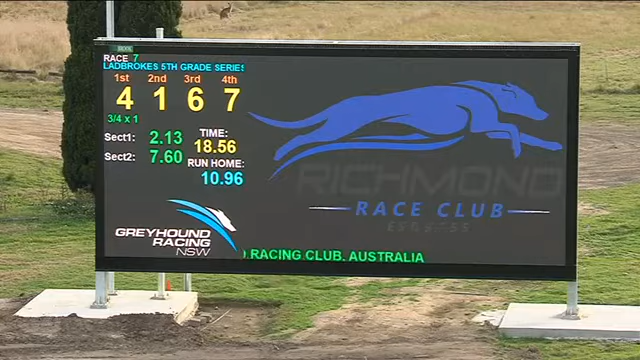 RACE 7
LADBROKES 5TH GRADE SERIES
1st 2nd 3rd 4th
4 1 6 7
3/4 x 1
Sect1: 2.13
Sect2: 7.60
TIME:
18.56
RUN HOME:
10.96
RICHMOND
RACE CLUB
GREYHOUND
RACING
NSW
RACING CLUB. AUSTRALIA